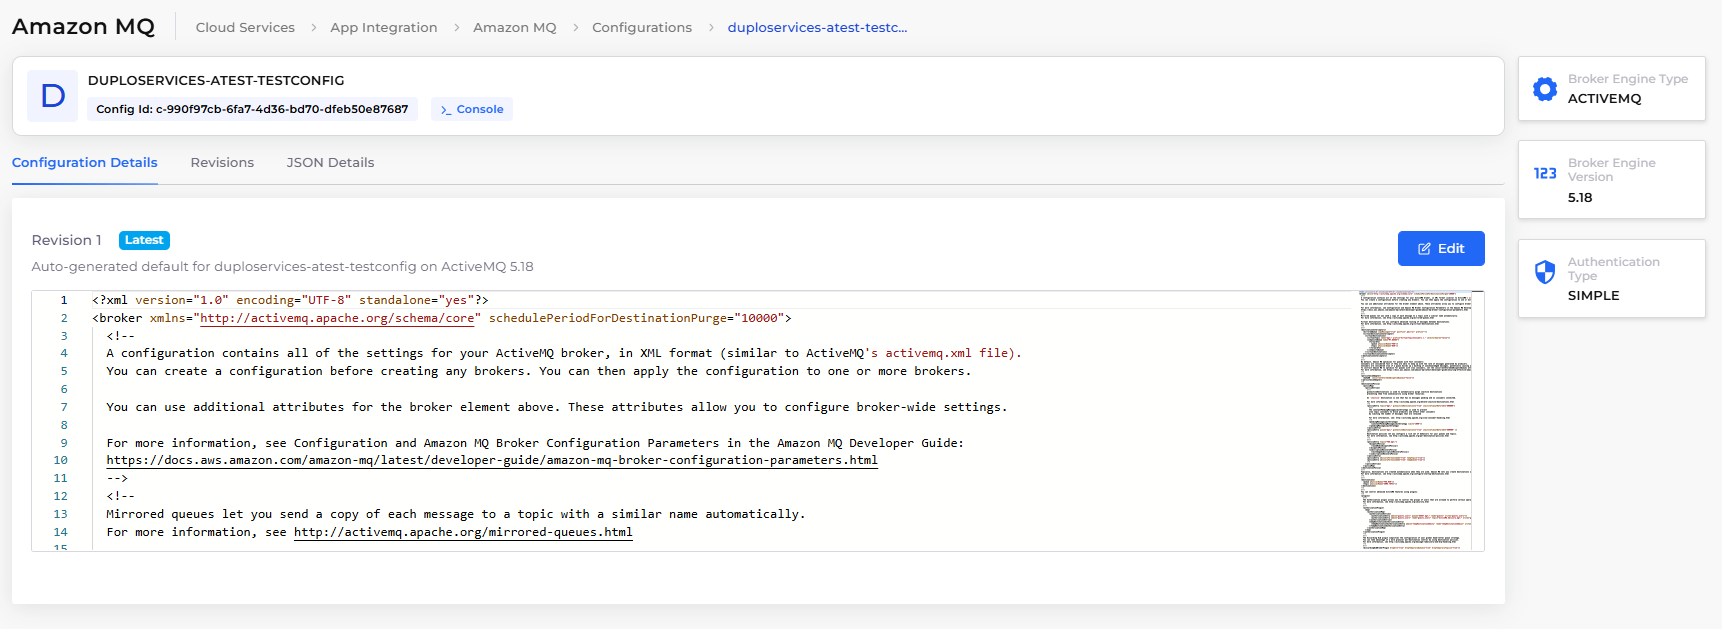 Amazon MQ
Cloud Services > App Integration > Amazon MQ > Configurations > duploservices-atest-testc...
D
DUPLOSERVICES-ATEST-TESTCONFIG
Config Id: c-990f97cb-6fa7-4d36-bd70-dfeb50e87687
>_ Console
Broker Engine Type
ACTIVEMQ
123
Broker Engine
Version
5.18
Authentication
Type
SIMPLE
Configuration Details
Revisions
JSON Details
Revision 1 Latest
Edit
Auto-generated default for duploservices-atest-testconfig on ActiveMQ 5.18
1 <?xml version="1.0" encoding="UTF-8" standalone="yes"?>
2 <broker xmlns="http://activemq.apache.org/schema/core" schedulePeriodForDestinationPurge="10000">
3 <!--
4 A configuration contains all of the settings for your ActiveMQ broker, in XML format (similar to ActiveMQ's activemq.xml file).
5 You can create a configuration before creating any brokers. You can then apply the configuration to one or more brokers.
6
7 You can use additional attributes for the broker element above. These attributes allow you to configure broker-wide settings.
8
9 For more information, see Configuration and Amazon MQ Broker Configuration Parameters in the Amazon MQ Developer Guide:
10 https://docs.aws.amazon.com/amazon-mq/latest/developer-guide/amazon-mq-broker-configuration-parameters.html
11 -->
12 <!--
13 Mirrored queues let you send a copy of each message to a topic with a similar name automatically.
14 For more information, see http://activemq.apache.org/mirrored-queues.html
15